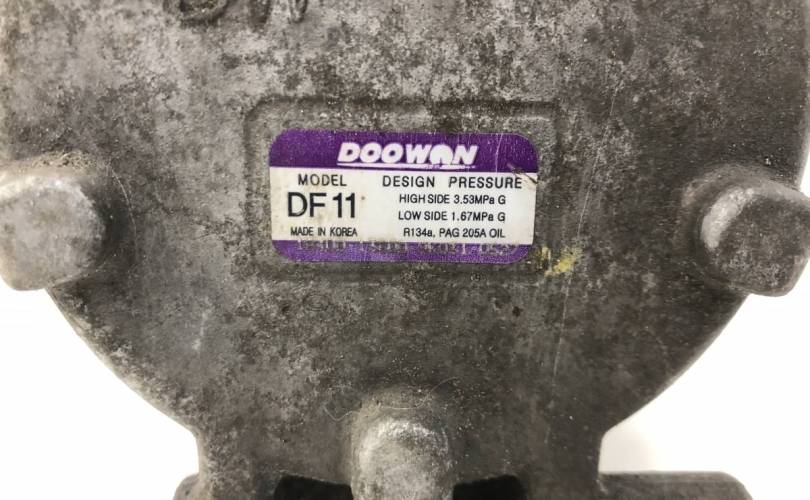 DOOWON
MODEL DESIGN PRESSURE
DF11 HIGH SIDE 3.53MPa G
LOW SIDE 1.67MPa G
MADE IN KOREA R134a, PAG 205A OIL